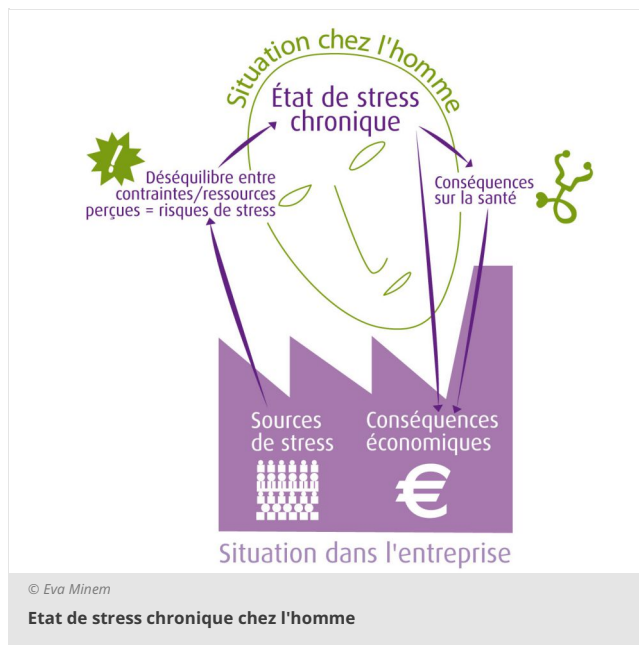 Situation chez l'homme
État de stress
chronique
Déséquilibre entre
contraintes/ressources
perçues = risques de stress
Conséquences
sur la santé
Sources
de stress
Conséquences
économiques
€
Situation dans l'entreprise
© Eva Minem
Etat de stress chronique chez l'homme